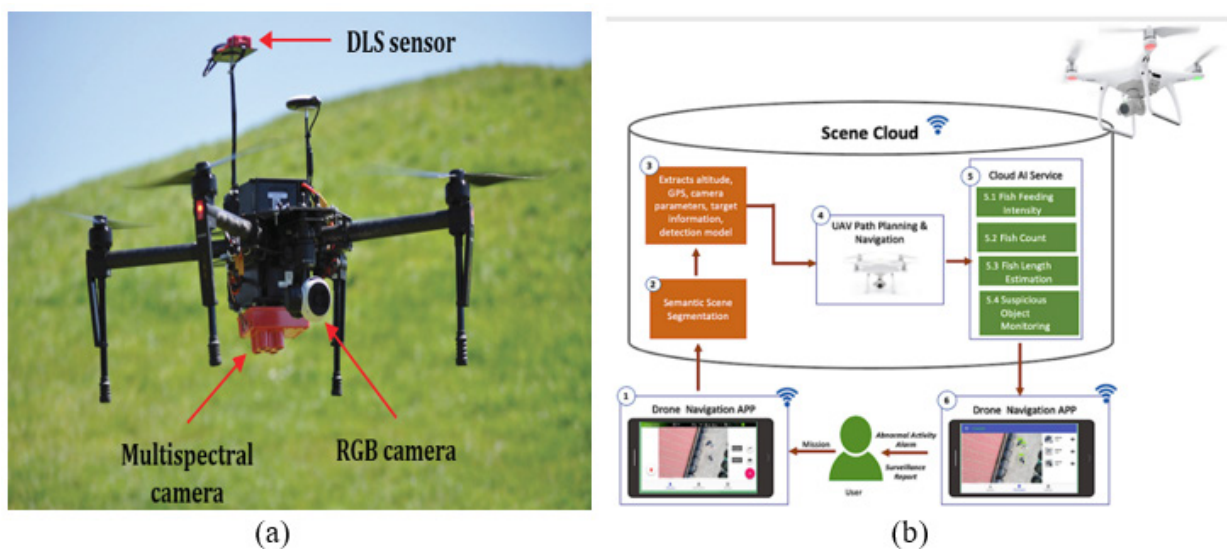 DLS sensor
Multispectral
camera
RGB camera
(a)
Scene Cloud
3
Extracts altitude,
GPS, camera
parameters, target
information,
detection model
2
Semantic Scene
Segmentation
4
UAV Path Planning &
Navigation
5
Cloud AI Service
5.1 Fish Feeding
Intensity
5.2 Fish Count
5.3 Fish Length
Estimation
5.4 Suspicious
Object
Monitoring
1
Drone Navigation APP
Mission
User
Abnormal Activity
Alarm
Surveillance
Report
6
Drone Navigation APP
(b)